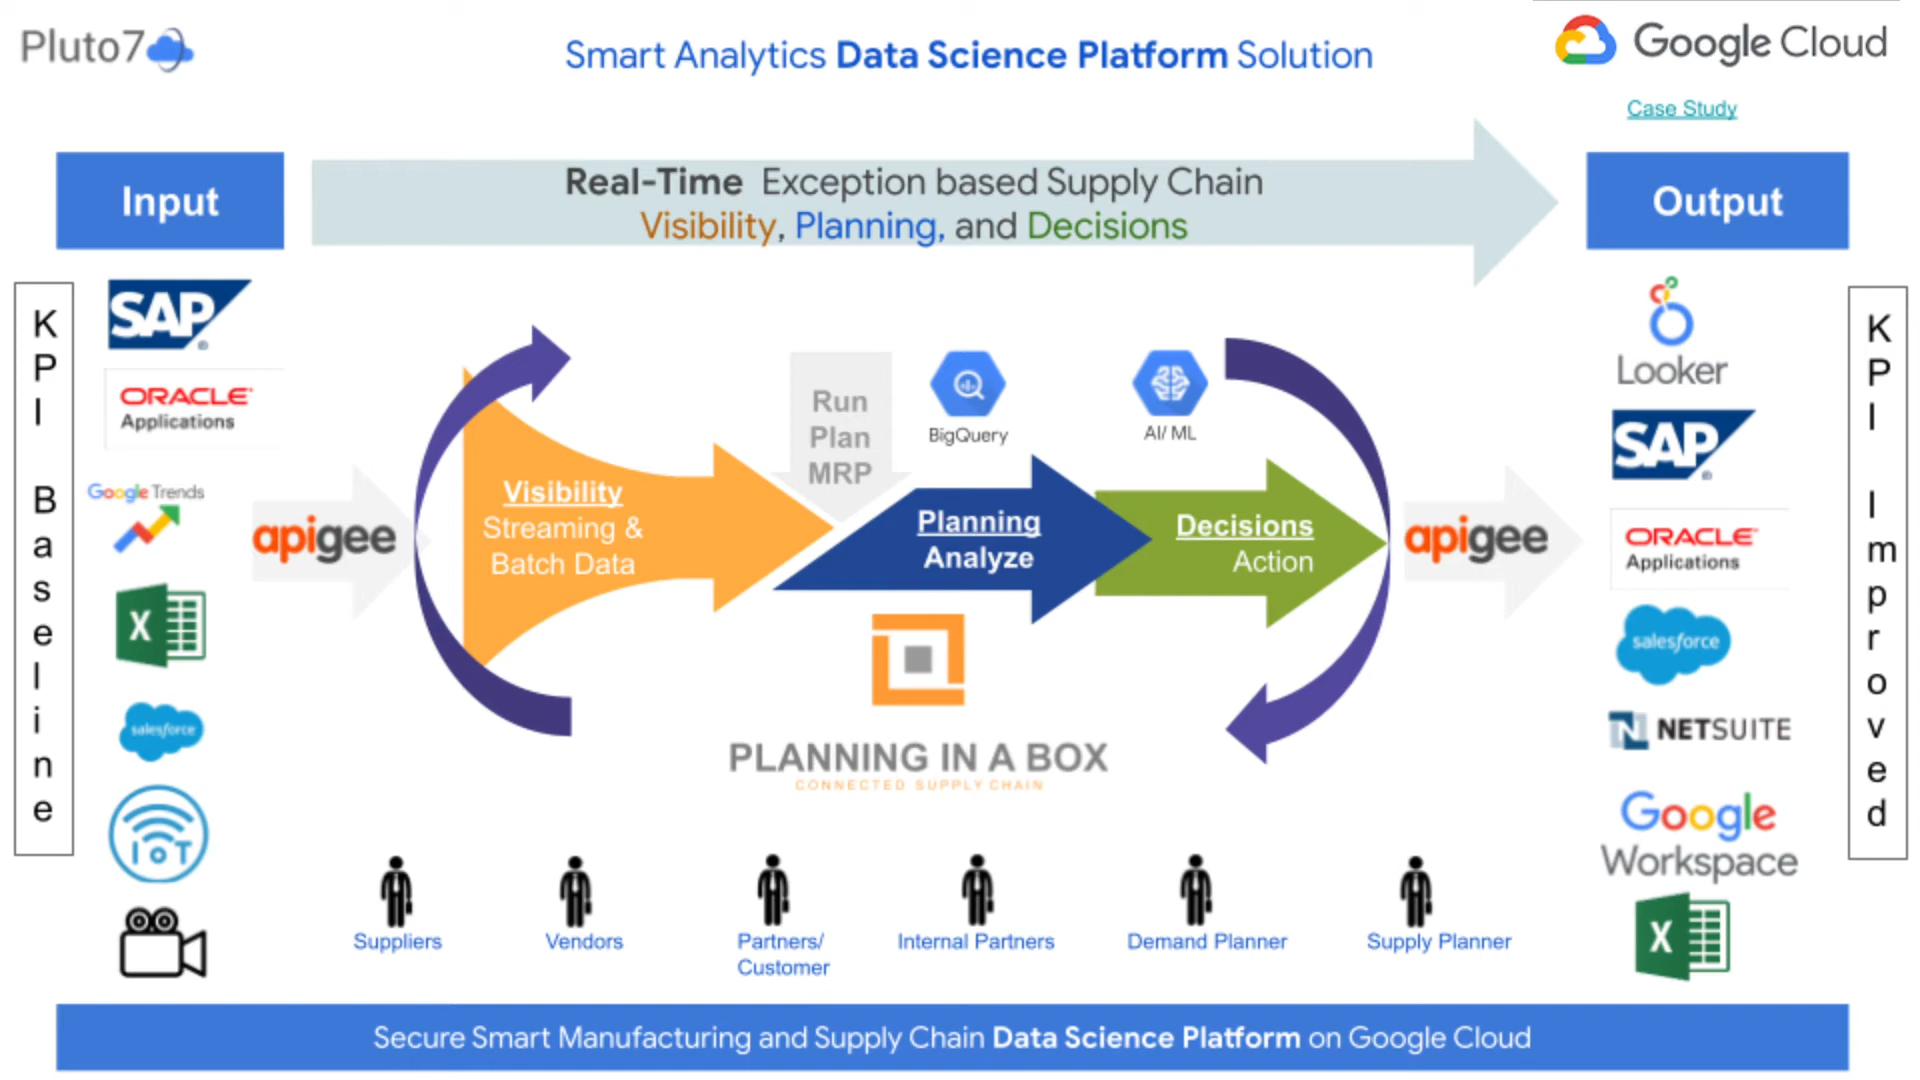 Pluto7
Smart Analytics Data Science Platform Solution
Google Cloud
Case Study
Input
Real-Time Exception based Supply Chain
Visibility, Planning, and Decisions
Output
KPI Baseline
SAP
ORACLE
Applications
Google Trends
X
salesforce
IoT
apigee
Visibility
Streaming &
Batch Data
Run
Plan
MRP
BigQuery
AI/ ML
Planning
Analyze
Decisions
Action
PLANNING IN A BOX
CONNECTED SUPPLY CHAIN
apigee
Looker
SAP
ORACLE
Applications
salesforce
N NETSUITE
Google
Workspace
X
KPI Improved
Suppliers
Vendors
Partners/
Customer
Internal Partners
Demand Planner
Supply Planner
Secure Smart Manufacturing and Supply Chain Data Science Platform on Google Cloud